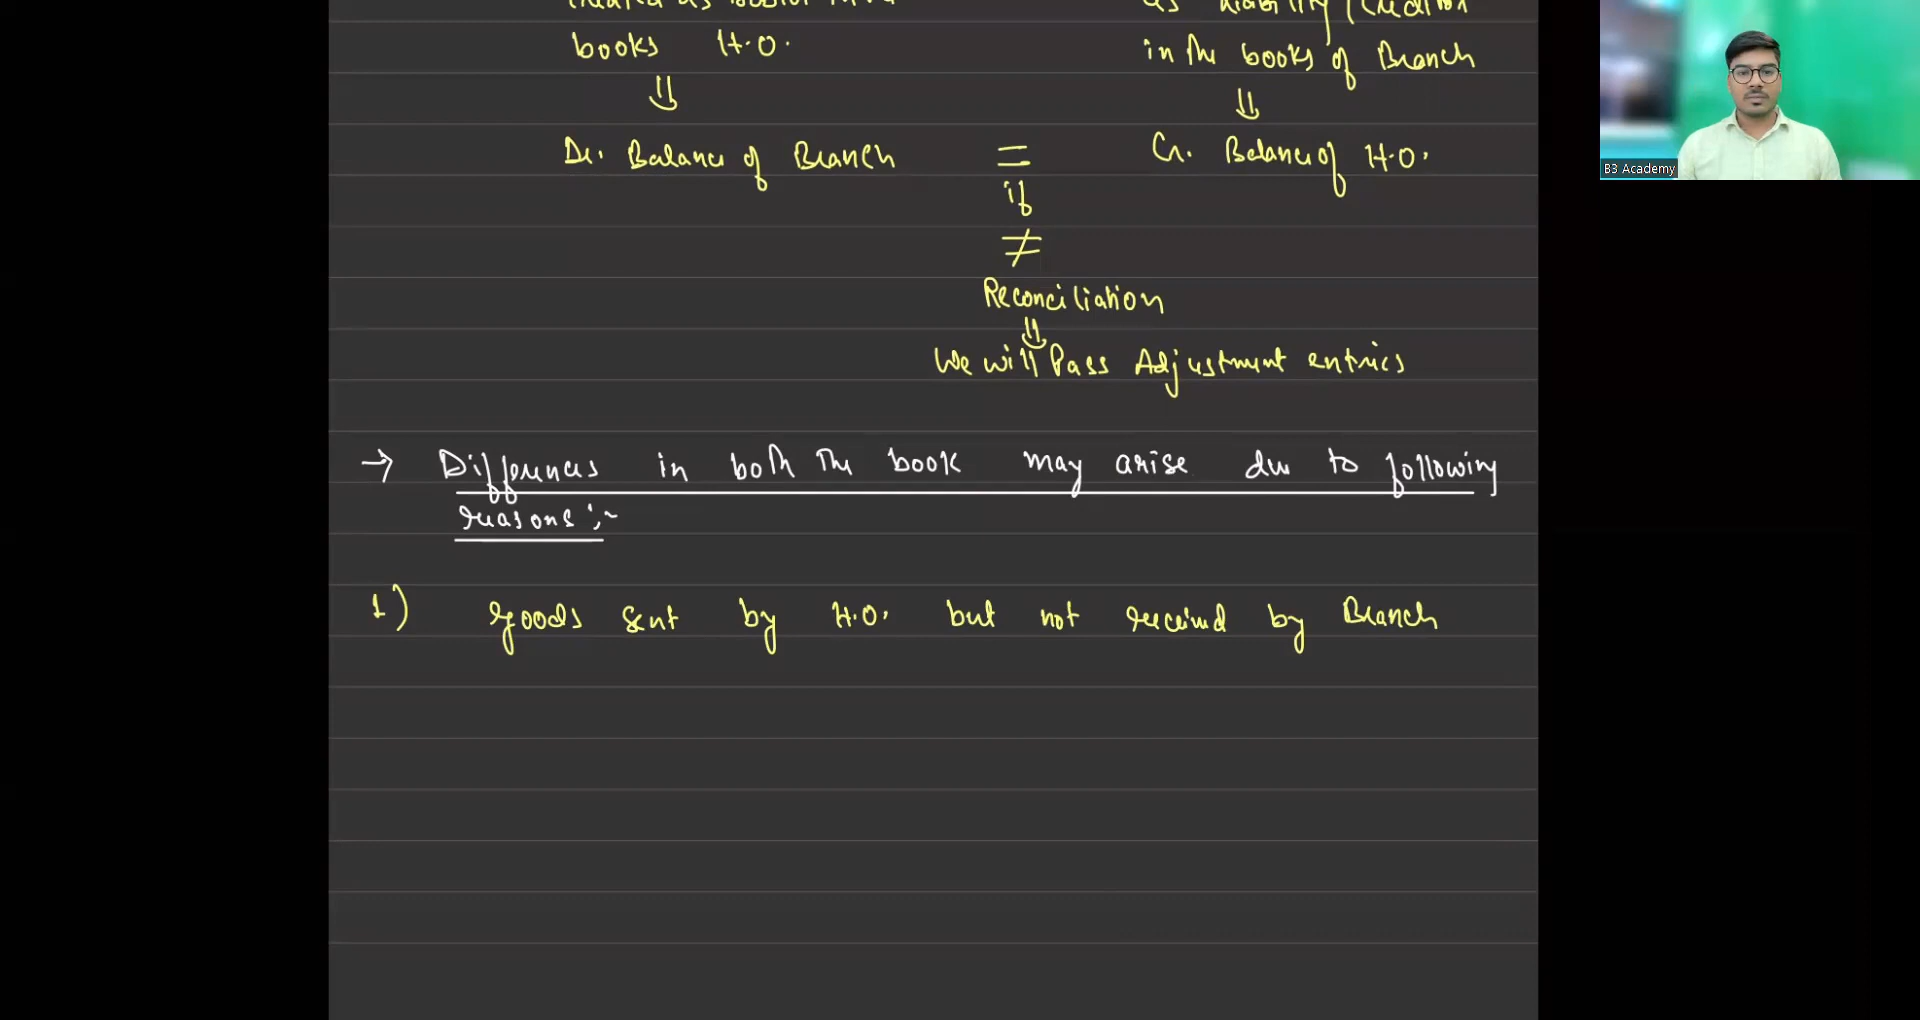 books H.O.
in the books of Branch
⇓ ⇓
Dr. Balance of Branch = Cr. Balance of H.O.
if
≠
Reconciliation
⇓
We will Pass Adjustment entries
→ Differences in both the book may arise due to following
reasons :-
1) goods sent by H.O. but not received by Branch
B3 Academy